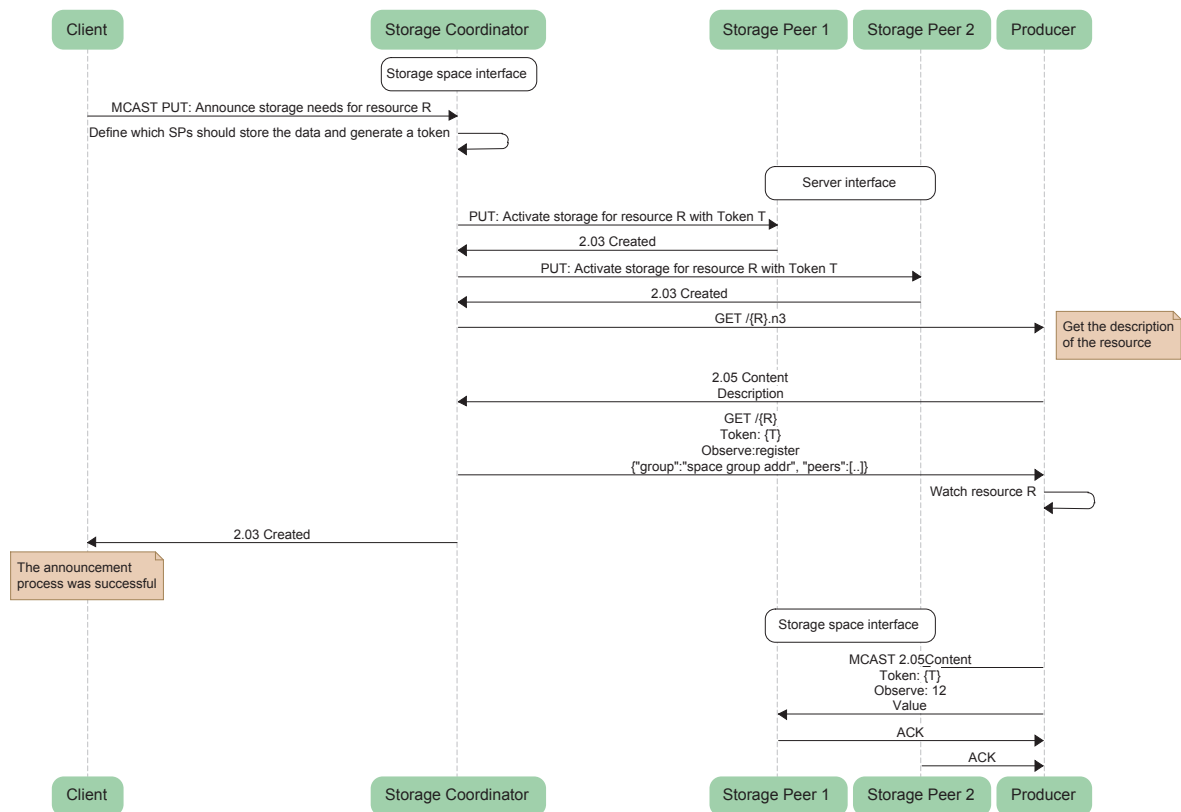 Client
Storage Coordinator
Storage Peer 1
Storage Peer 2
Producer
Storage space interface
MCAST PUT: Announce storage needs for resource R
Define which SPs should store the data and generate a token
Server interface
PUT: Activate storage for resource R with Token T
2.03 Created
PUT: Activate storage for resource R with Token T
2.03 Created
GET /{R}.n3
Get the description
of the resource
2.05 Content
Description
GET /{R}
Token: {T}
Observe:register
{"group":"space group addr", "peers":[..]}
Watch resource R
2.03 Created
The announcement
process was successful
Storage space interface
MCAST 2.05Content
Token: {T}
Observe: 12
Value
ACK
ACK
Client
Storage Coordinator
Storage Peer 1
Storage Peer 2
Producer